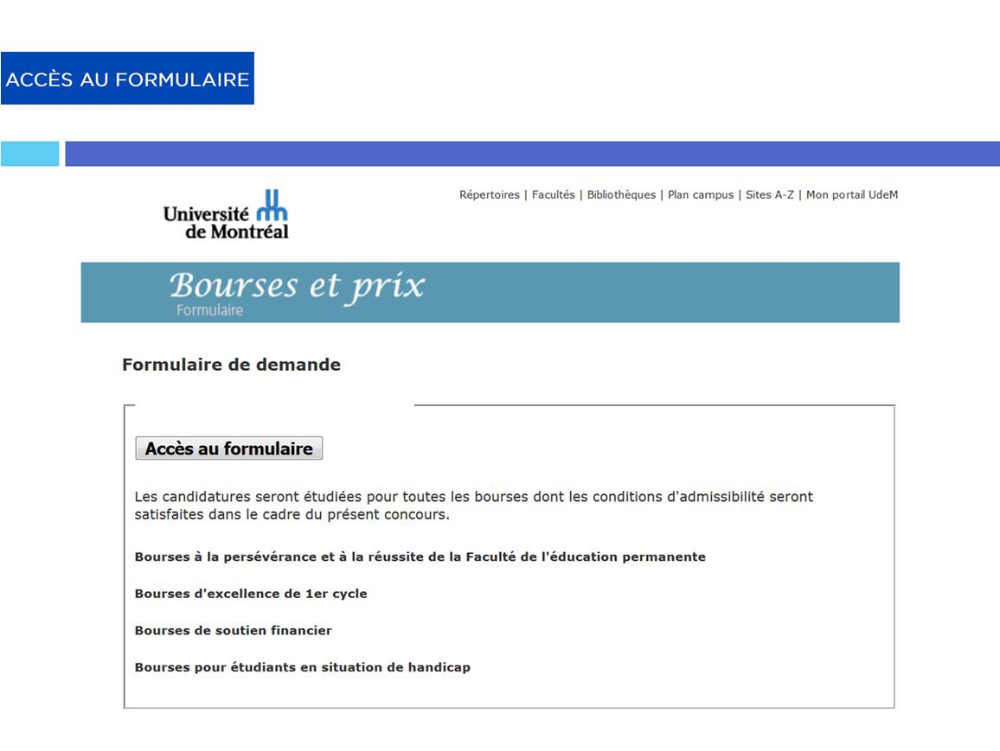 ACCÈS AU FORMULAIRE
Université
de Montréal
Répertoires | Facultés | Bibliothèques | Plan campus | Sites A-Z | Mon portail UdeM
Bourses et prix
Formulaire
Formulaire de demande
Accès au formulaire
Les candidatures seront étudiées pour toutes les bourses dont les conditions d'admissibilité seront
satisfaites dans le cadre du présent concours.
Bourses à la persévérance et à la réussite de la Faculté de l'éducation permanente
Bourses d'excellence de 1er cycle
Bourses de soutien financier
Bourses pour étudiants en situation de handicap